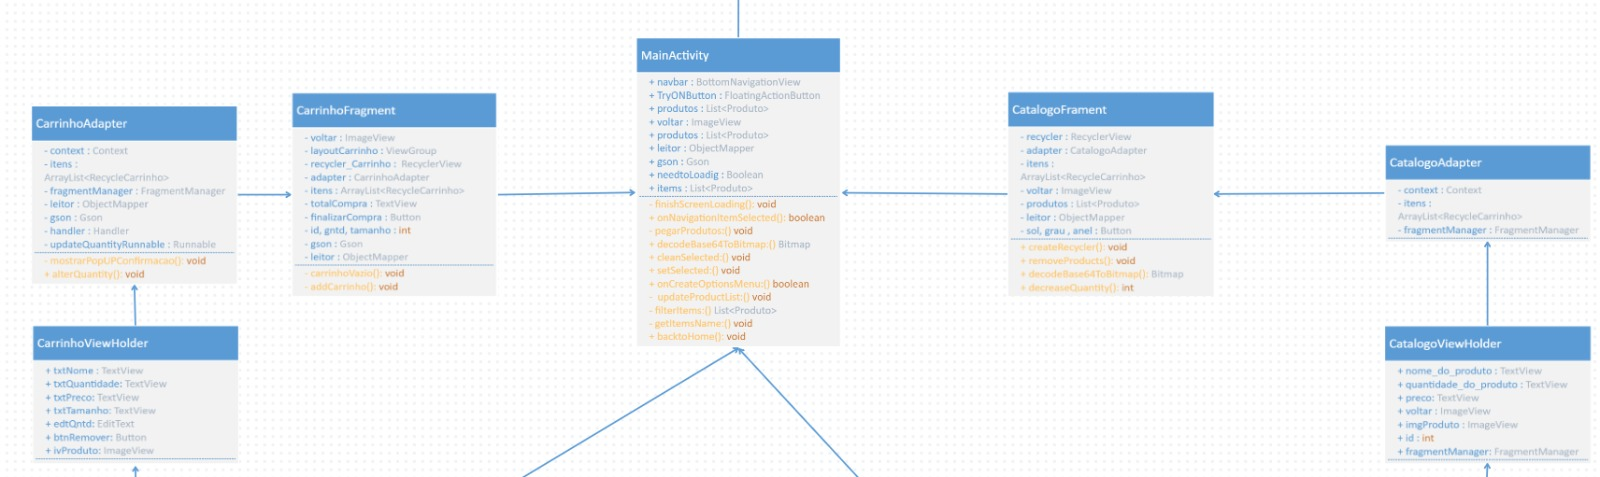 MainActivity
+ navbar : BottomNavigationView
+ TryONButton : FloatingActionButton
+ produtos : List<Produto>
+ voltar : ImageView
+ produtos : List<Produto>
+ leitor : ObjectMapper
+ gson : Gson
+ needtoLoadig : Boolean
+ items : List<Produto>
- finishScreenLoading(): void
+ onNavigationItemSelected(): boolean
- pegarProdutos(): void
+ decodeBase64ToBitmap:() Bitmap
+ cleanSelected:() void
+ setSelected:() void
+ onCreateOptionsMenu:() boolean
- updateProductList:() void
- filterItems:() List<Produto>
- getItemsName:() void
+ backtoHome(): void
CarrinhoAdapter
- context : Context
- itens :
ArrayList<RecycleCarrinho>
- fragmentManager : FragmentManager
- leitor : ObjectMapper
- gson : Gson
- handler : Handler
- updateQuantityRunnable : Runnable
- mostrarPopUPConfirmacao(): void
+ alterQuantity(): void
CarrinhoFragment
- voltar : ImageView
- layoutCarrinho : ViewGroup
- recycler_Carrinho : RecyclerView
- adapter : CarrinhoAdapter
- itens : ArrayList<RecycleCarrinho>
- totalCompra : TextView
- finalizarCompra : Button
- id, gntd, tamanho : int
- gson : Gson
- leitor : ObjectMapper
- carrinhoVazio(): void
- addCarrinho(): void
CatalogoFrament
- recycler : RecyclerView
- adapter : CatalogoAdapter
- itens :
ArrayList<RecycleCarrinho>
- voltar : ImageView
- produtos : List<Produto>
- leitor : ObjectMapper
- sol, grau , anel : Button
+ createRecycler(): void
+ removeProducts(): void
+ decodeBase64ToBitmap(): Bitmap
+ decreaseQuantity(): int
CatalogoAdapter
- context : Context
- itens :
ArrayList<RecycleCarrinho>
- fragmentManager : FragmentManager
CarrinhoViewHolder
+ txtNome : TextView
+ txtQuantidade: TextView
+ txtPreco: TextView
+ txtTamanho: TextView
+ edtQntd: EditText
+ btnRemover: Button
+ ivProduto: ImageView
CatalogoViewHolder
+ nome_do_produto : TextView
+ quantidade_do_produto : TextView
+ preco: TextView
+ voltar : ImageView
+ imgProduto : ImageView
+ id : int
+ fragmentManager: FragmentManager